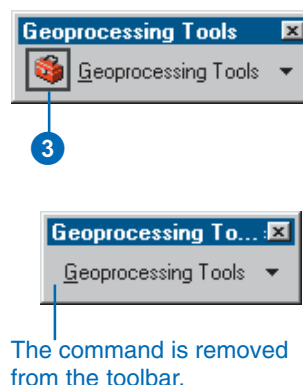 Geoprocessing Tools
Geoprocessing Tools
3
Geoprocessing To...
Geoprocessing Tools
The command is removed
from the toolbar.